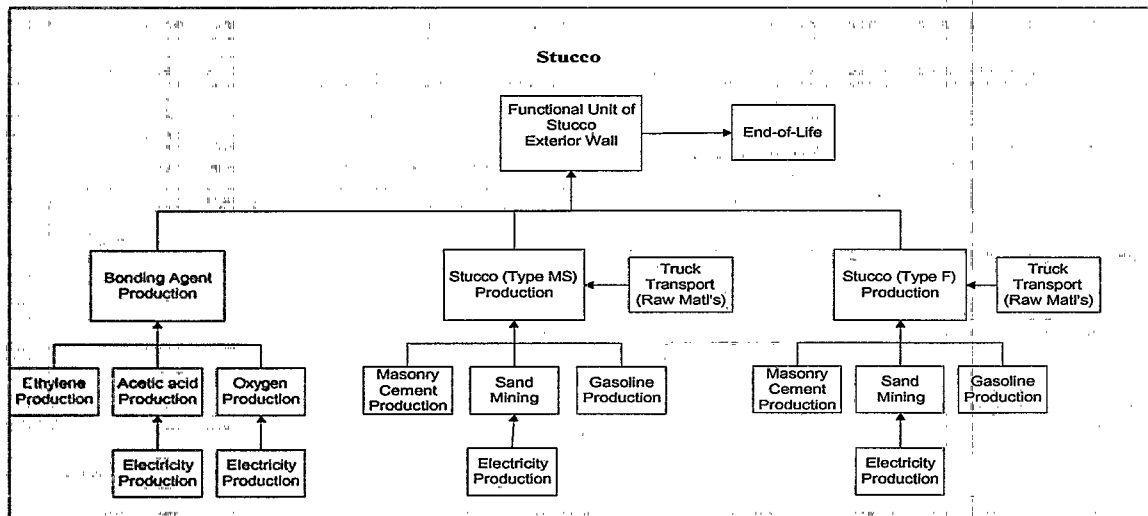 Stucco
Functional Unit of
Stucco
Exterior Wall
End-of-Life
Bonding Agent
Production
Stucco (Type MS)
Production
Truck
Transport
(Raw Matl's)
Stucco (Type F)
Production
Truck
Transport
(Raw Matl's)
Ethylene
Production
Acetic acid
Production
Oxygen
Production
Masonry
Cement
Production
Sand
Mining
Gasoline
Production
Masonry
Cement
Production
Sand
Mining
Gasoline
Production
Electricity
Production
Electricity
Production
Electricity
Production
Electricity
Production